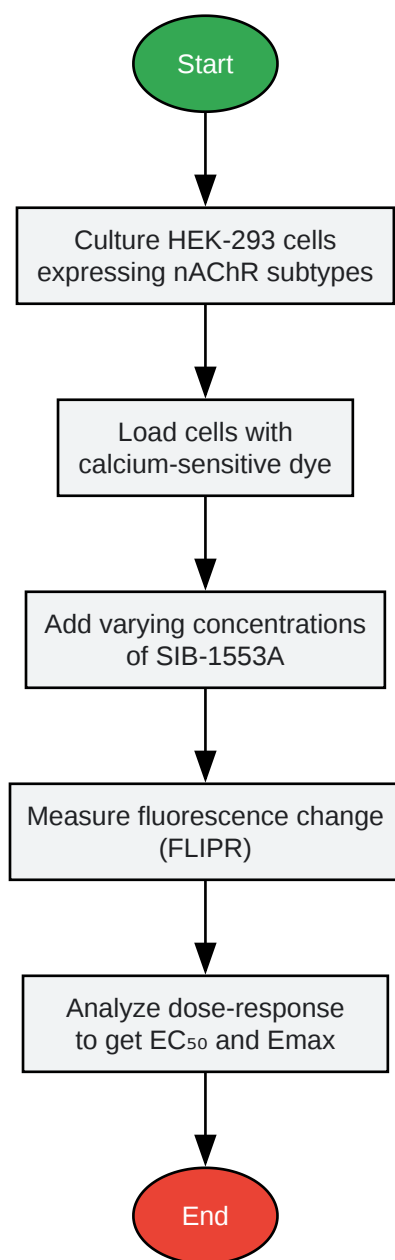 Start
Culture HEK-293 cells
expressing nAChR subtypes
Load cells with
calcium-sensitive dye
Add varying concentrations
of SIB-1553A
Measure fluorescence change
(FLIPR)
Analyze dose-response
to get EC₅₀ and Emax
End